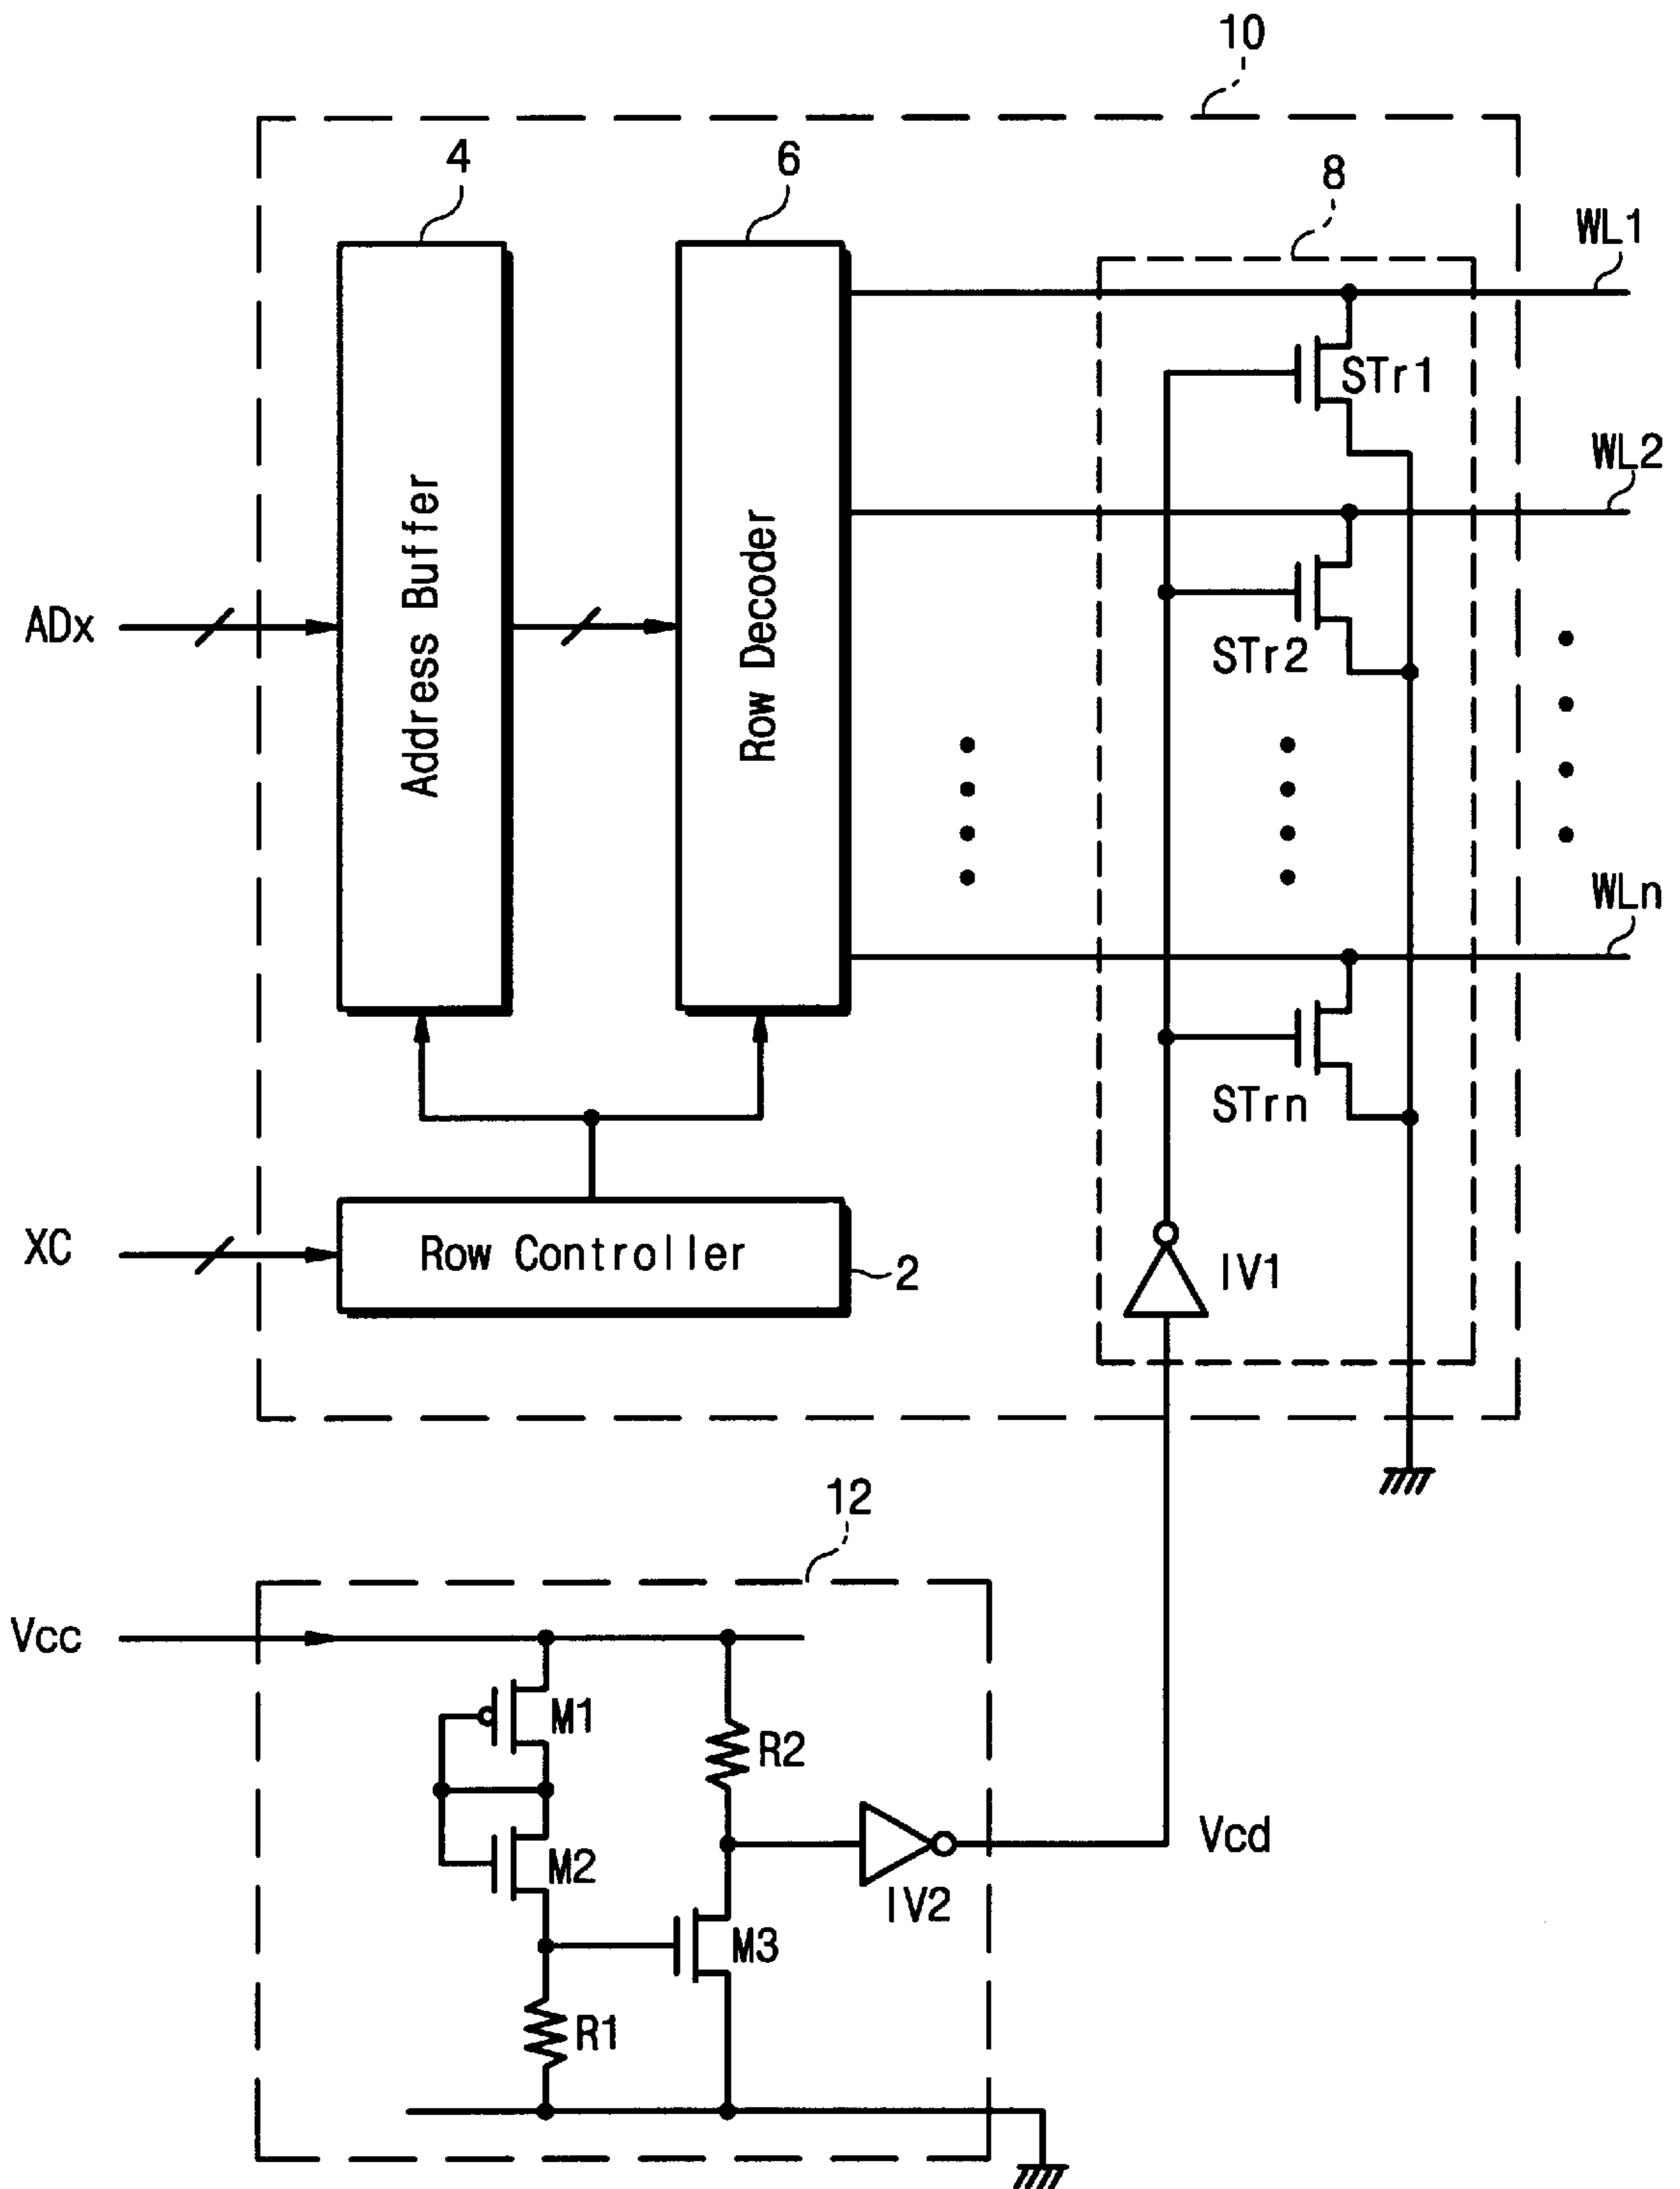 10
4
6
8
WL1
STr1
WL2
ADx
Address Buffer
Row Decoder
STr2
WLn
STrn
XC
Row Controller
2
IV1
12
Vcc
M1
R2
M2
Vcd
IV2
M3
R1